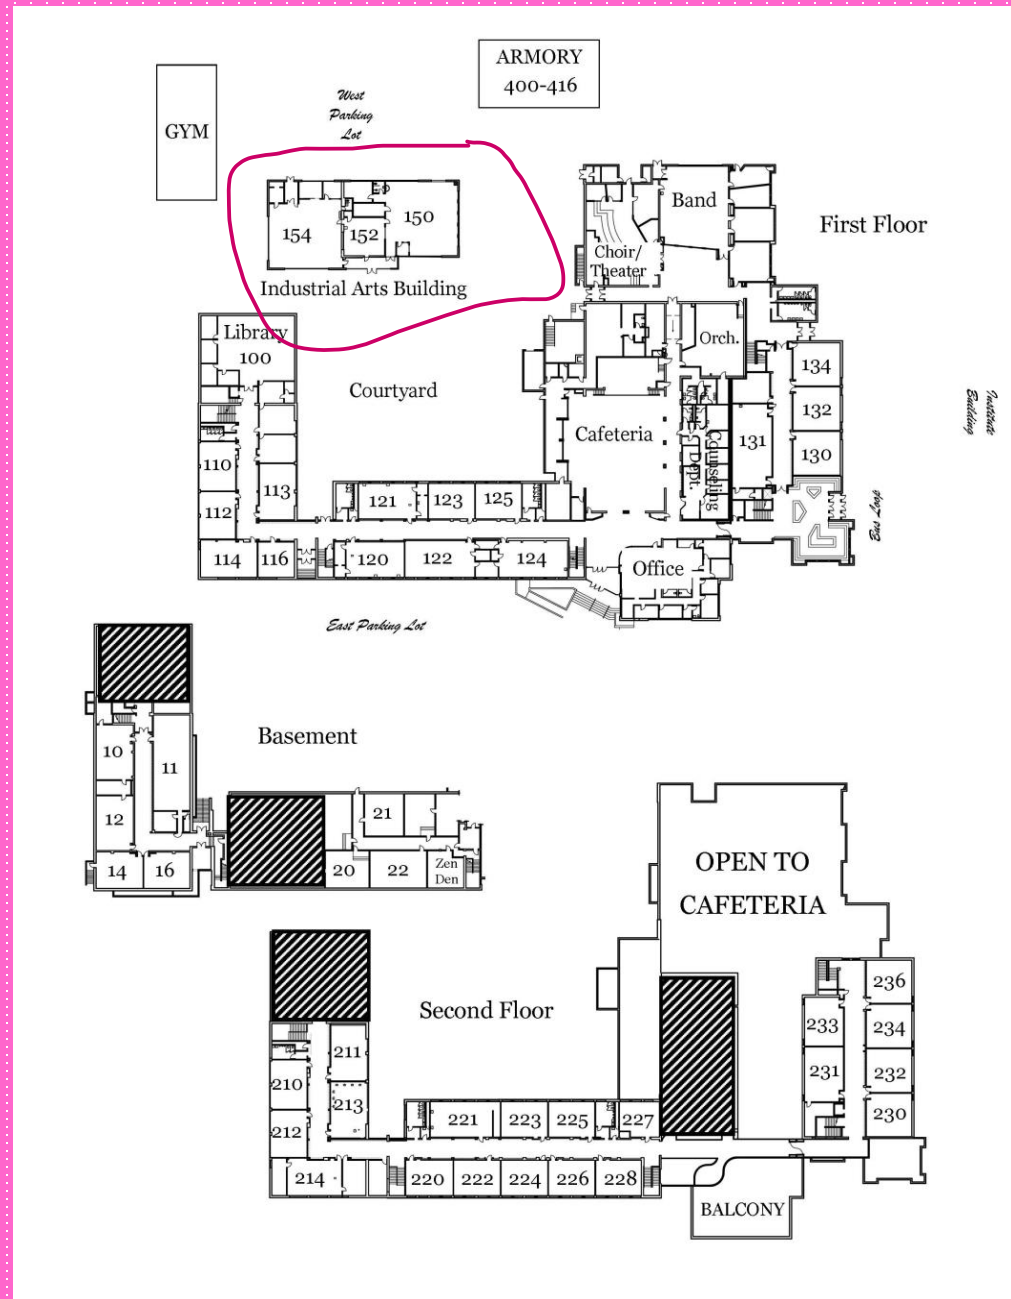 ARMORY
400-416
GYM
West
Parking
Lot
154
152
150
Industrial Arts Building
Band
Choir/
Theater
First Floor
Library
100
Courtyard
Orch.
134
132
130
131
Cafeteria
Counseling
Dept.
Institute
Building
Bus Loop
110
113
112
114
116
121
123
125
120
122
124
Office
East Parking Lot
Basement
10
11
12
14
16
21
20
22
Zen
Den
OPEN TO
CAFETERIA
Second Floor
236
233
234
231
232
230
211
210
213
212
214
221
223
225
227
220
222
224
226
228
BALCONY